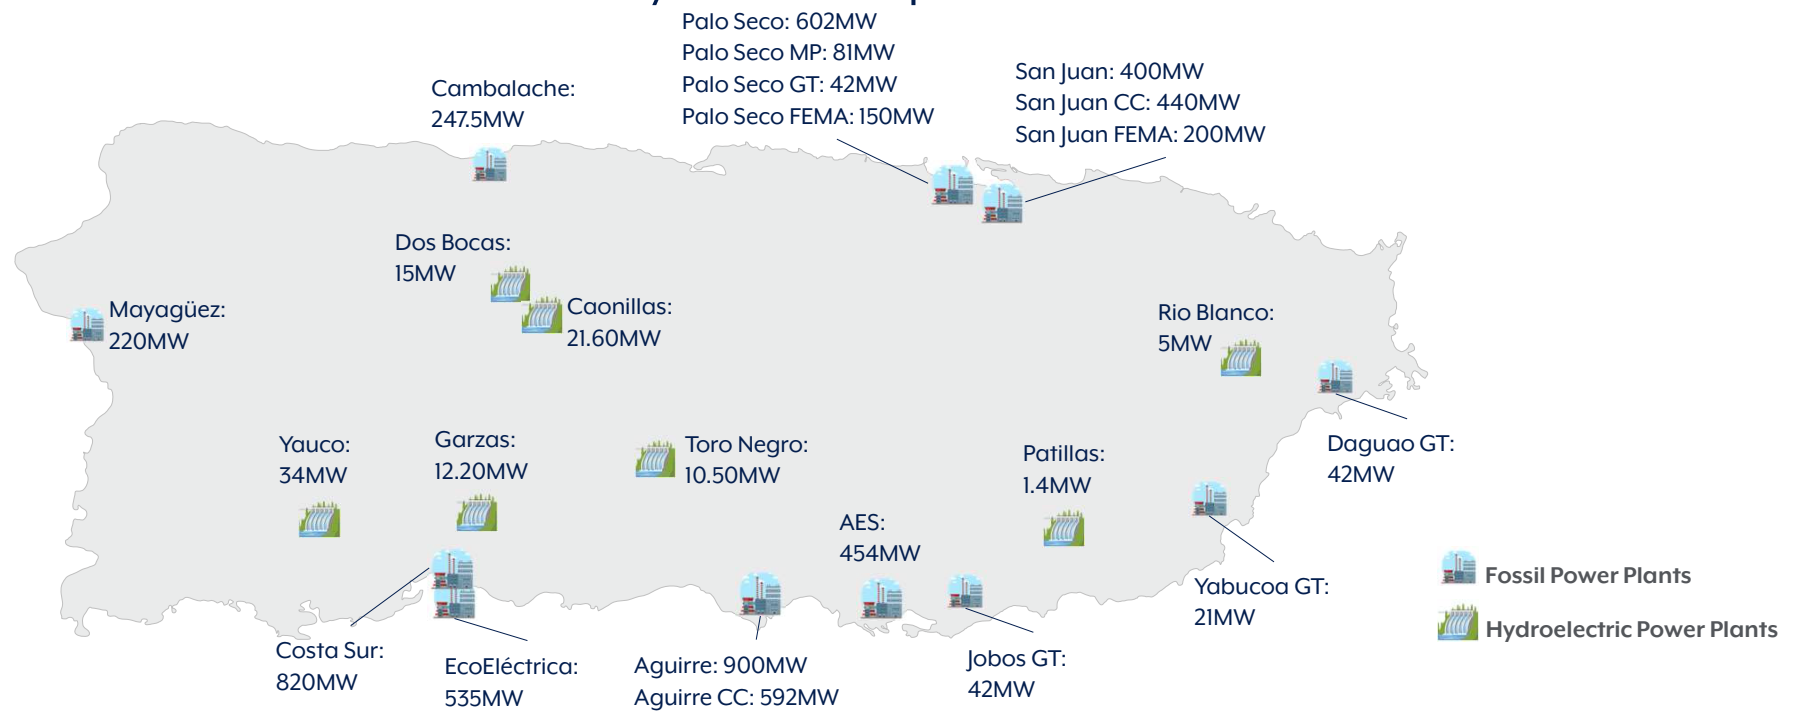 Palo Seco: 602MW
Palo Seco MP: 81MW
Palo Seco GT: 42MW
Palo Seco FEMA: 150MW
San Juan: 400MW
San Juan CC: 440MW
San Juan FEMA: 200MW
Cambalache:
247.5MW
Dos Bocas:
15MW
Caonillas:
21.60MW
Mayagüez:
220MW
Rio Blanco:
5MW
Daguao GT:
42MW
Yauco:
34MW
Garzas:
12.20MW
Toro Negro:
10.50MW
Patillas:
1.4MW
AES:
454MW
Yabucoa GT:
21MW
Costa Sur:
820MW
EcoEléctrica:
535MW
Aguirre: 900MW
Aguirre CC: 592MW
Jobos GT:
42MW
Fossil Power Plants
Hydroelectric Power Plants